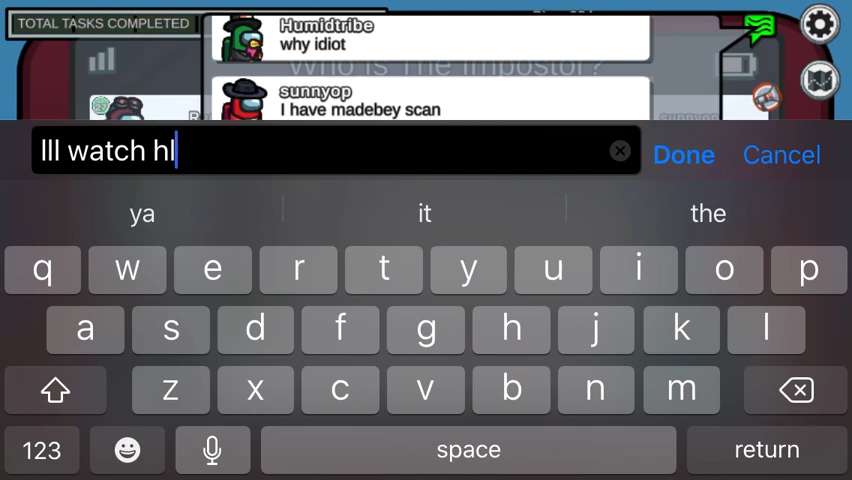 TOTAL TASKS COMPLETED
Humidtribe
why idiot
Who Is The Impostor?
sunnyop
I have madebey scan
sunnyop
lll watch hl
Done
Cancel
ya
it
the
q w e r t y u i o p
a s d f g h j k l
z x c v b n m
123
space
return